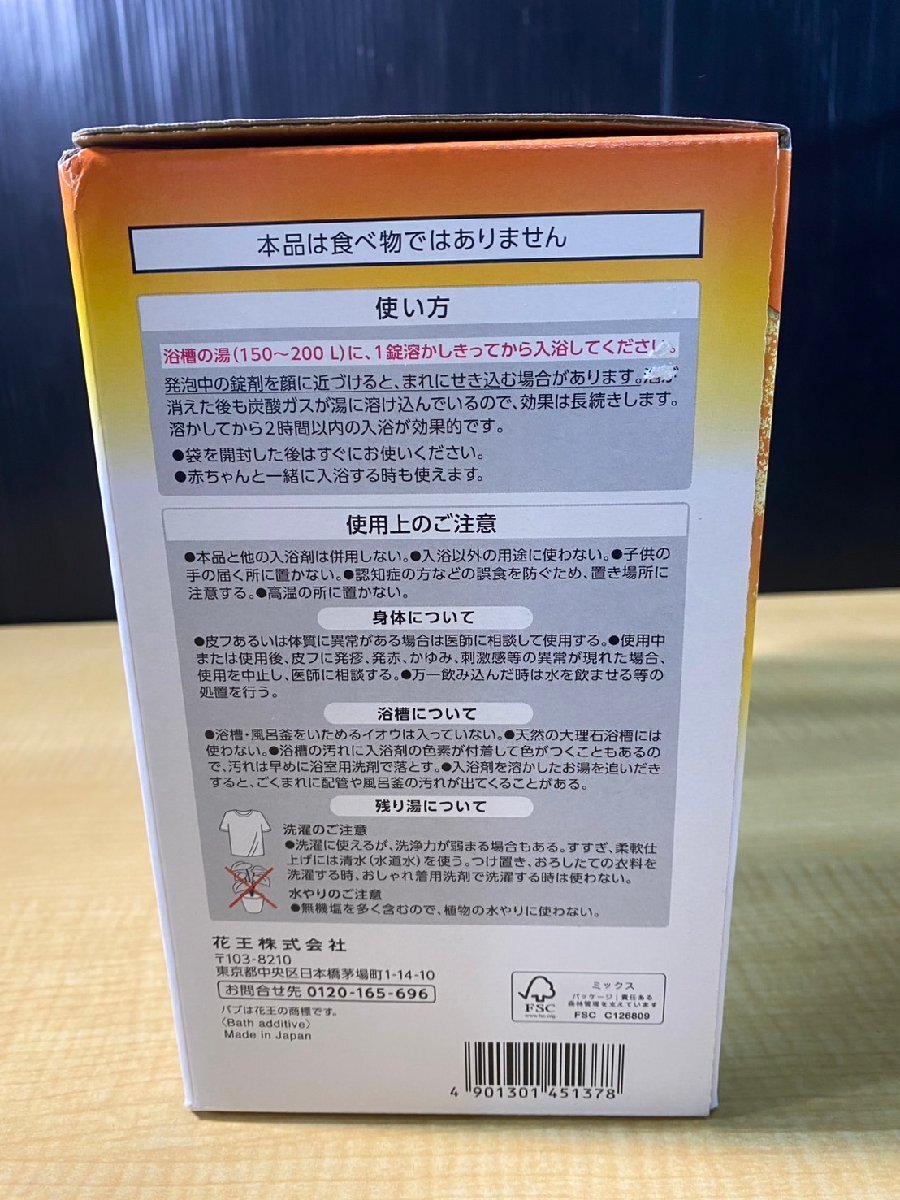 本品は食べ物ではありません
使い方
浴槽の湯(150～200 L)に、1錠溶かしきってから入浴してください。
発泡中の錠剤を顔に近づけると、まれにせき込む場合があります。泡が
消えた後も炭酸ガスが湯に溶け込んでいるので、効果は長続きします。
溶かしてから2時間以内の入浴が効果的です。
●袋を開封した後はすぐにお使いください。
●赤ちゃんと一緒に入浴する時も使えます。
使用上のご注意
●本品と他の入浴剤は併用しない。●入浴以外の用途に使わない。●子供の
手の届く所に置かない。●認知症の方などの誤食を防ぐため、置き場所に
注意する。●高温の所に置かない。
身体について
●皮フあるいは体質に異常がある場合は医師に相談して使用する。●使用中
または使用後、皮フに発疹、発赤、かゆみ、刺激感等の異常が現れた場合、
使用を中止し、医師に相談する。●万一飲み込んだ時は水を飲ませる等の
処置を行う。
浴槽について
●浴槽・風呂釜をいためるイオウは入っていない。●天然の大理石浴槽には
使わない。●浴槽の汚れに入浴剤の色素が付着して色がつくこともあるの
で、汚れは早めに浴室用洗剤で落とす。●入浴剤を溶かしたお湯を追いだき
すると、ごくまれに配管や風呂釜の汚れが出てくることがある。
残り湯について
洗濯のご注意
●洗濯に使えるが、洗浄力が弱まる場合もある。すすぎ、柔軟仕
上げには清水(水道水)を使う。つけ置き、おろしたての衣料を
洗濯する時、おしゃれ着用洗剤で洗濯する時は使わない。
水やりのご注意
●無機塩を多く含むので、植物の水やりに使わない。
花王株式会社
〒103-8210
東京都中央区日本橋茅場町1-14-10
お問合せ先 0120-165-696
バブは花王の商標です。
〈Bath additive〉
Made in Japan
FSC
www.fsc.org
ミックス
パッケージ｜責任ある
森林管理を支えています
FSC C126809
4 901301 451378